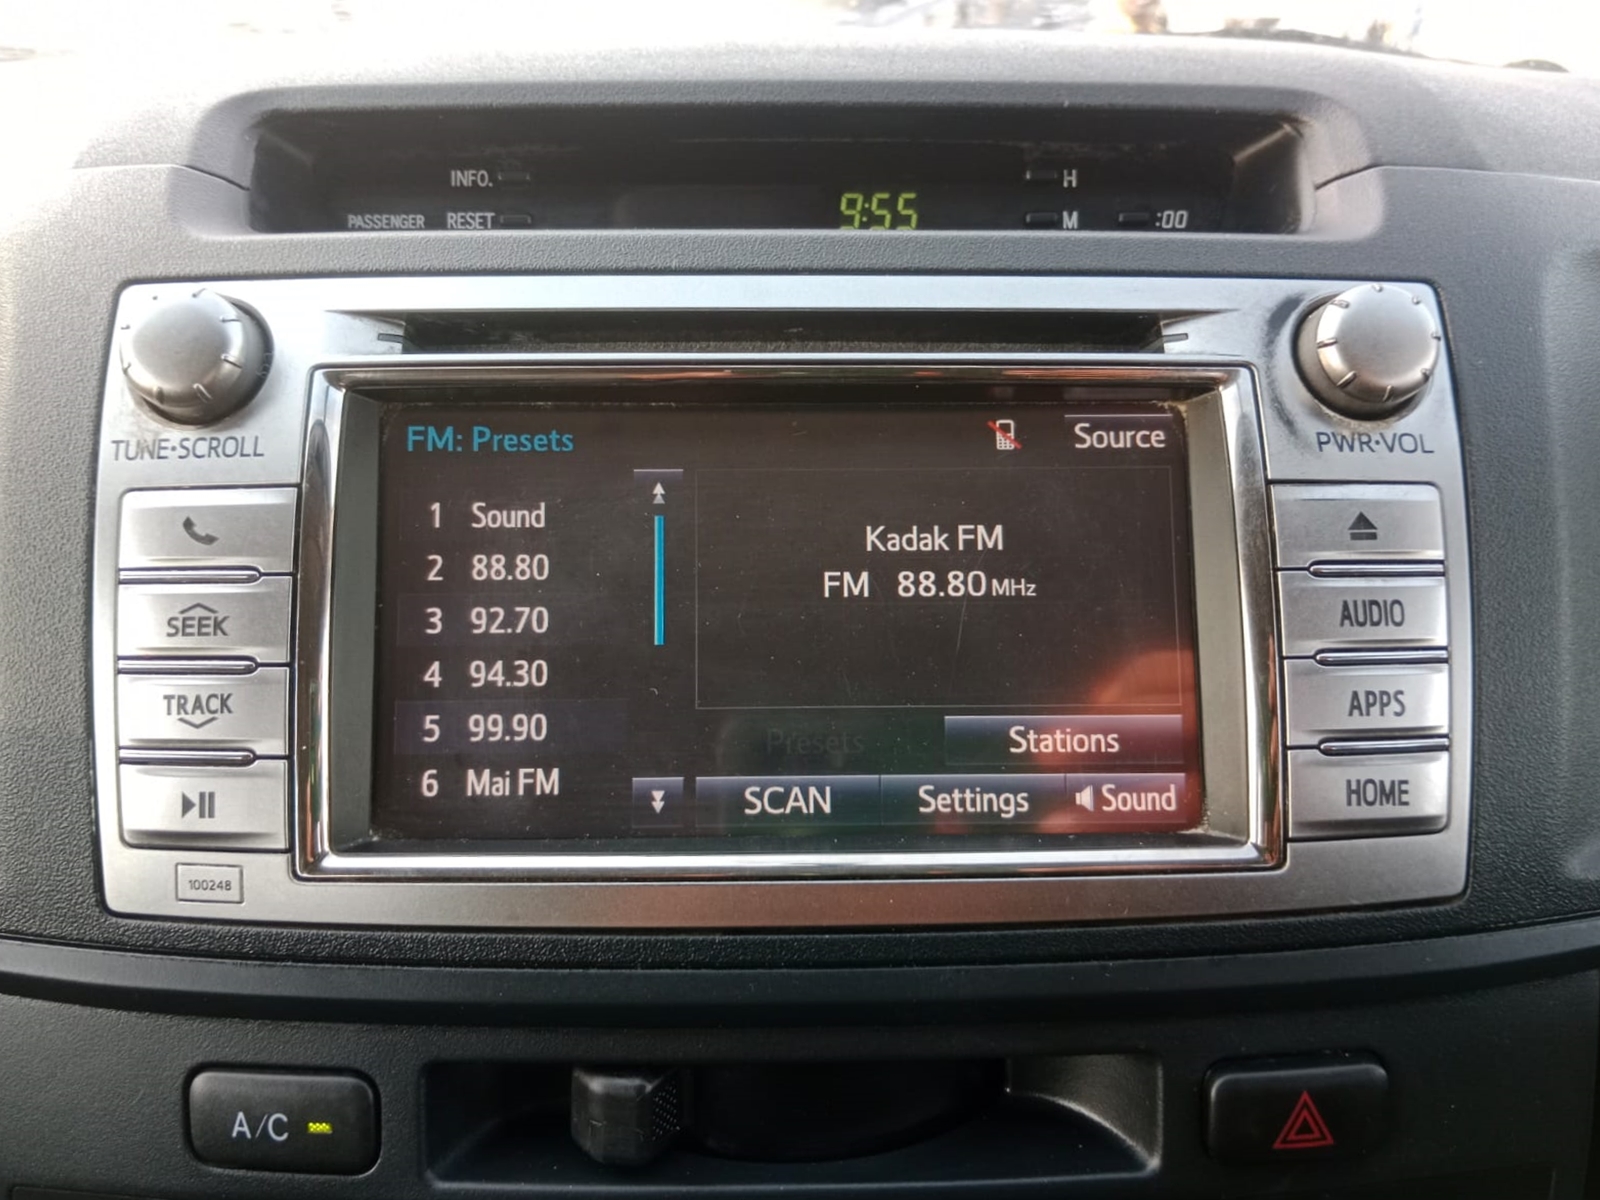 INFO.
H
9:55
PASSENGER RESET
M
:00
TUNE•SCROLL
PWR•VOL
FM: Presets
Source
1 Sound
2 88.80
3 92.70
4 94.30
5 99.90
6 Mai FM
Kadak FM
FM 88.80 MHz
Presets
Stations
SCAN
Settings
Sound
SEEK
TRACK
AUDIO
APPS
HOME
100248
A/C